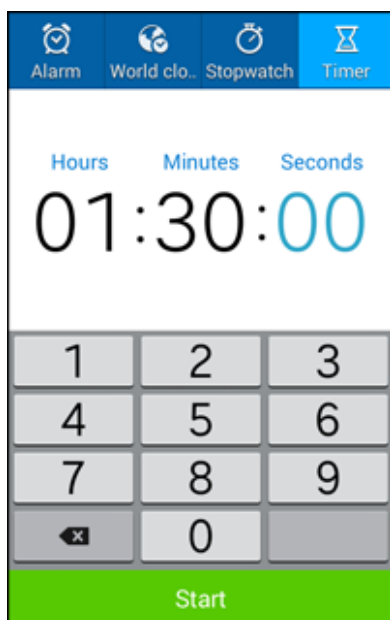 Alarm World clo.. Stopwatch Timer
Hours Minutes Seconds
01:30:00
1 2 3
4 5 6
7 8 9
0
Start